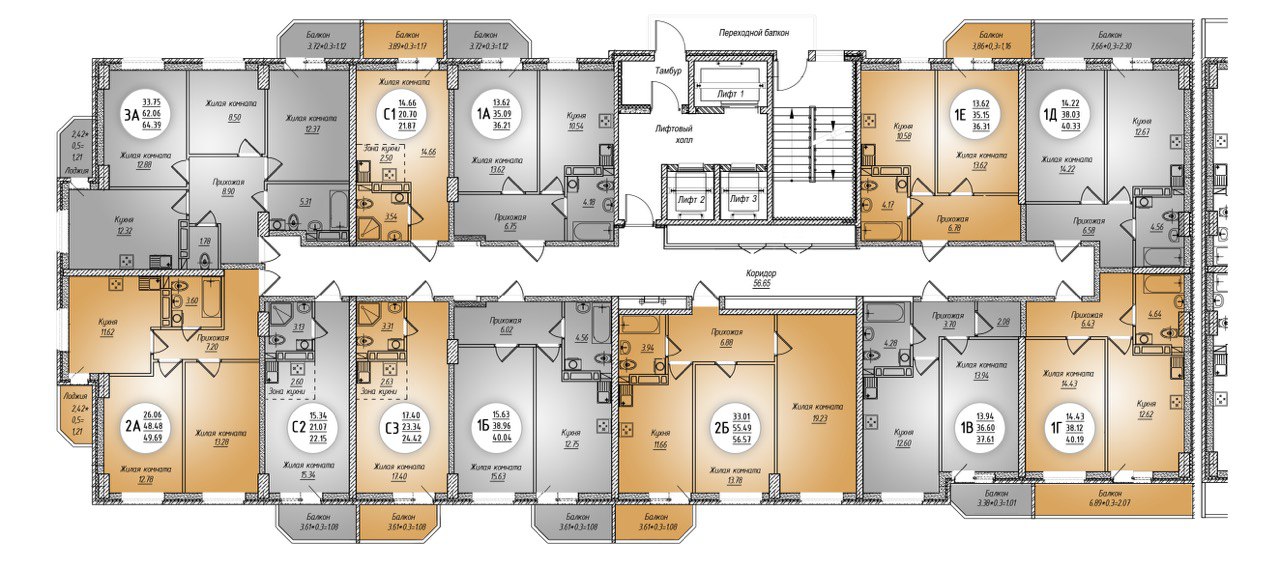 Балкон
3.72*0.3=1.12
Балкон
3.89*0.3=1.17
Балкон
3.72*0.3=1.12
Переходной балкон
Балкон
3,86*0,3=1,16
Балкон
7,66*0.3=2.30
3А
33.75
62.06
64.39
Жилая комната
12.88
Жилая комната
8.50
Жилая комната
12.37
С1
14.66
20.70
21.87
Жилая комната
14.66
Зона кухни
2.50
3.54
1А
13.62
35.09
36.21
Жилая комната
13.62
Кухня
10.54
Прихожая
6.75
4.18
Тамбур
Лифт 1
Лифтовый
холл
Лифт 2
Лифт 3
Кухня
10.58
1Е
13.62
35.15
36.31
Жилая комната
13.62
4.17
Прихожая
6.78
1Д
14.22
38.03
40.33
Жилая комната
14.22
Кухня
12.67
Прихожая
6.58
4.56
2,42*
0,5=
1,21
Лоджия
Прихожая
8.90
5.31
Кухня
12.32
1.78
Коридор
56.65
Кухня
11.62
3.60
Прихожая
7.20
Лоджия
2,42*
0,5=
1,21
2А
26.06
48.48
49.69
Жилая комната
12.78
Жилая комната
13.28
3.13
2.60
Зона кухни
С2
15.34
21.07
22.15
Жилая комната
15.34
3.31
2.63
Зона кухни
С3
17.40
23.34
24.42
Жилая комната
17.40
Прихожая
6.02
4.56
1Б
15.63
38.96
40.04
Жилая комната
15.63
Кухня
12.75
3.94
Прихожая
6.88
Кухня
11.66
2Б
33.01
55.49
56.57
Жилая комната
13.78
Жилая комната
19.23
4.28
Прихожая
3.70
2.08
Кухня
12.60
Жилая комната
13.94
1В
13.94
36.60
37.61
Прихожая
6.43
4.64
Жилая комната
14.43
1Г
14.43
38.12
40.19
Кухня
12.62
Балкон
3.61*0.3=1.08
Балкон
3.61*0.3=1.08
Балкон
3.61*0.3=1.08
Балкон
3.61*0.3=1.08
Балкон
3.38*0.3=1.01
Балкон
6.89*0.3=2.07